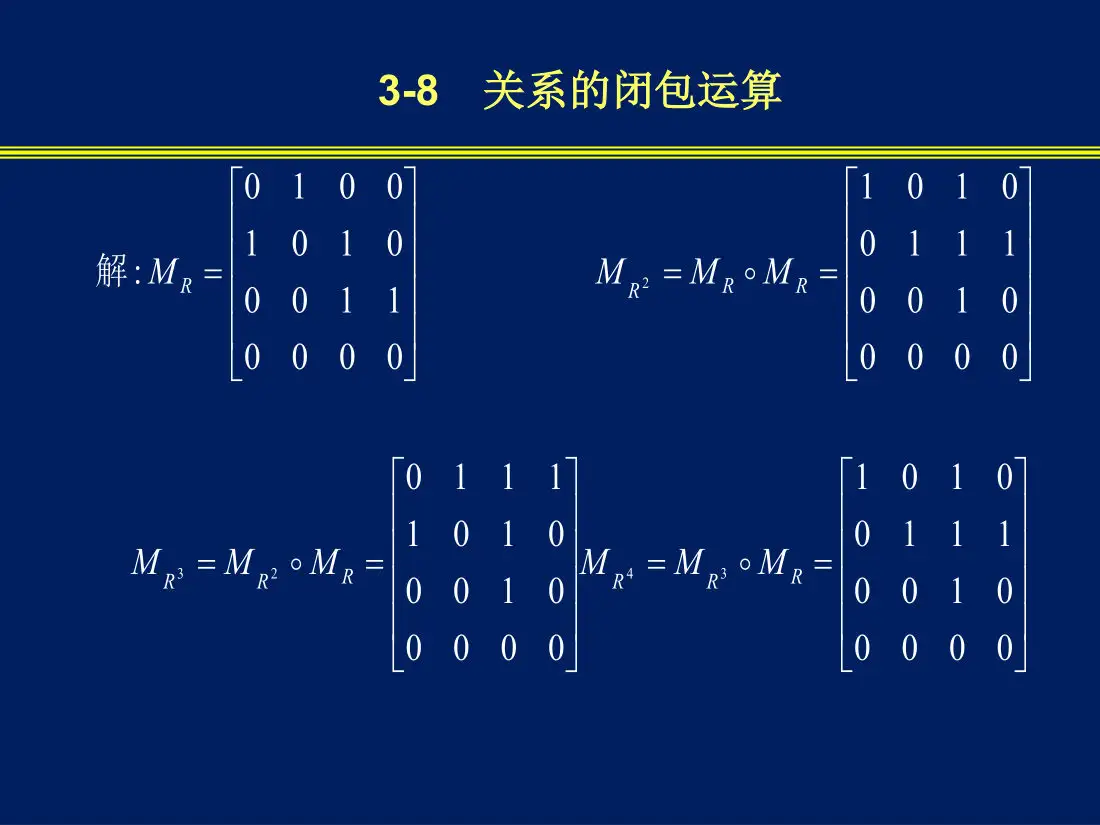 3-8 关系的闭包运算
0 1 0 0 1 0 1 0
1 0 1 0 0 1 1 1
解:M_R = M_{R^2} = M_R ∘ M_R =
0 0 1 1 0 0 1 0
0 0 0 0 0 0 0 0
0 1 1 1 1 0 1 0
1 0 1 0 0 1 1 1
M_{R^3} = M_{R^2} ∘ M_R = M_{R^4} = M_{R^3} ∘ M_R =
0 0 1 0 0 0 1 0
0 0 0 0 0 0 0 0